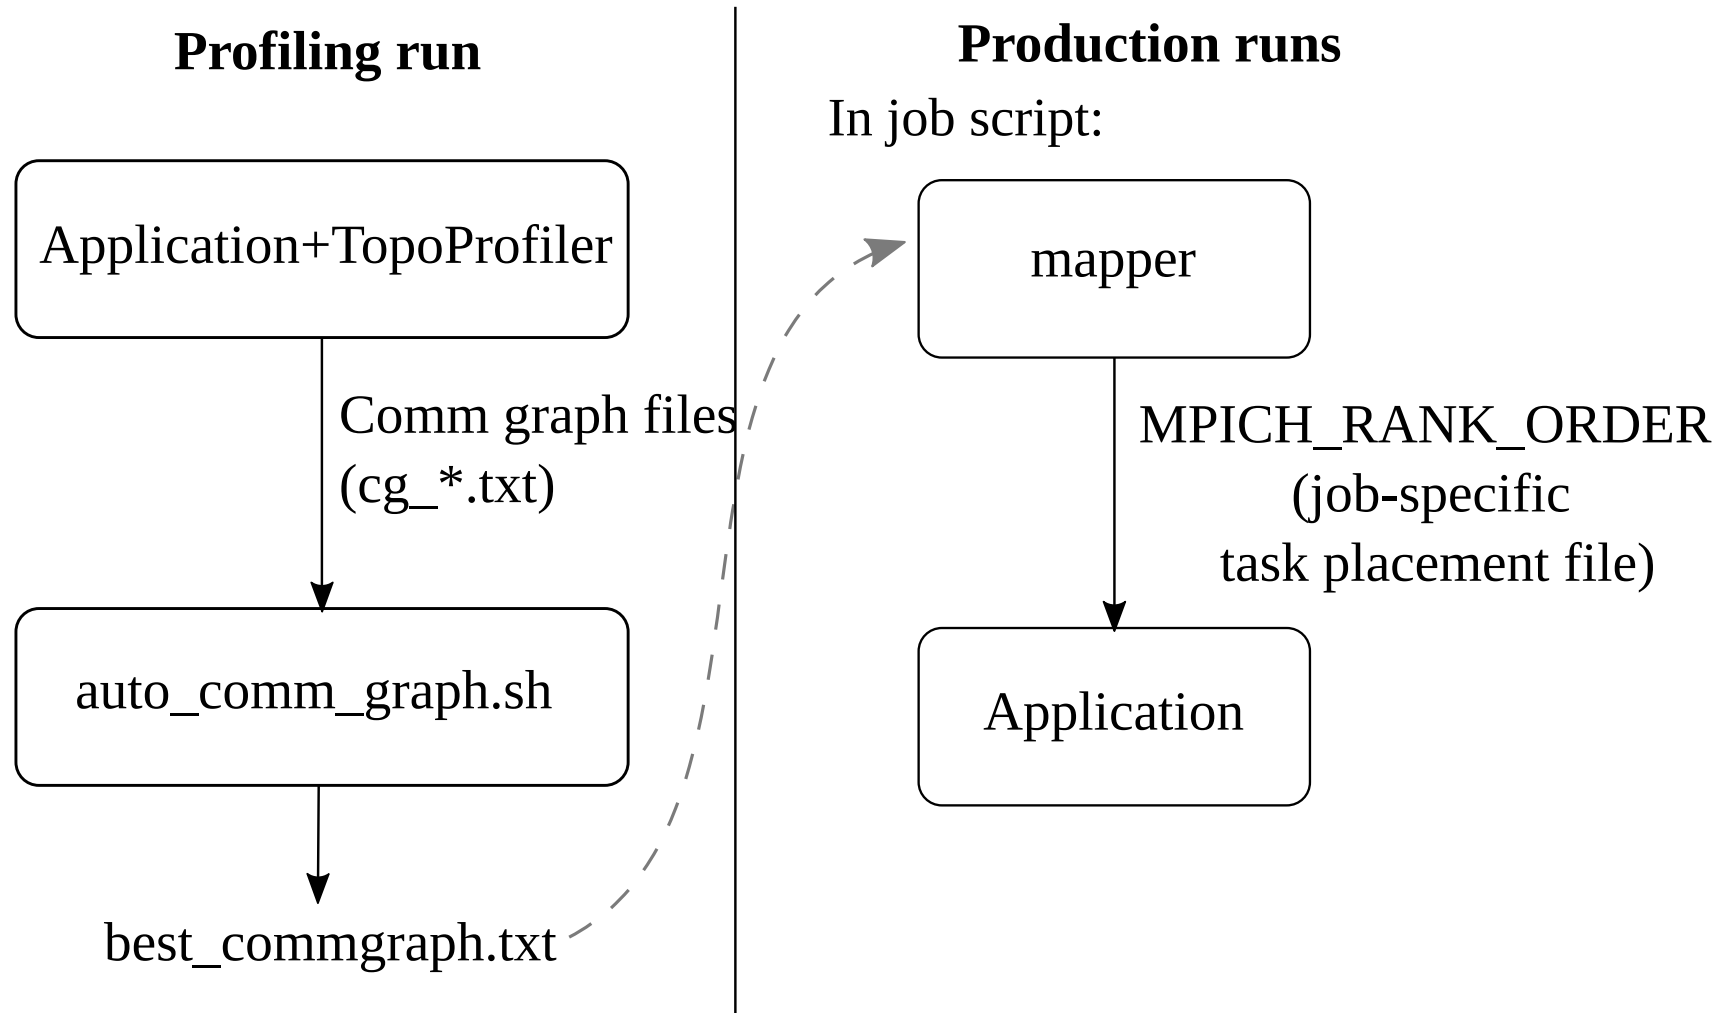 Profiling run
Application+TopoProfiler
Comm graph files
(cg_*.txt)
auto_comm_graph.sh
best_commgraph.txt
Production runs
In job script:
mapper
MPICH_RANK_ORDER
(job-specific
task placement file)
Application